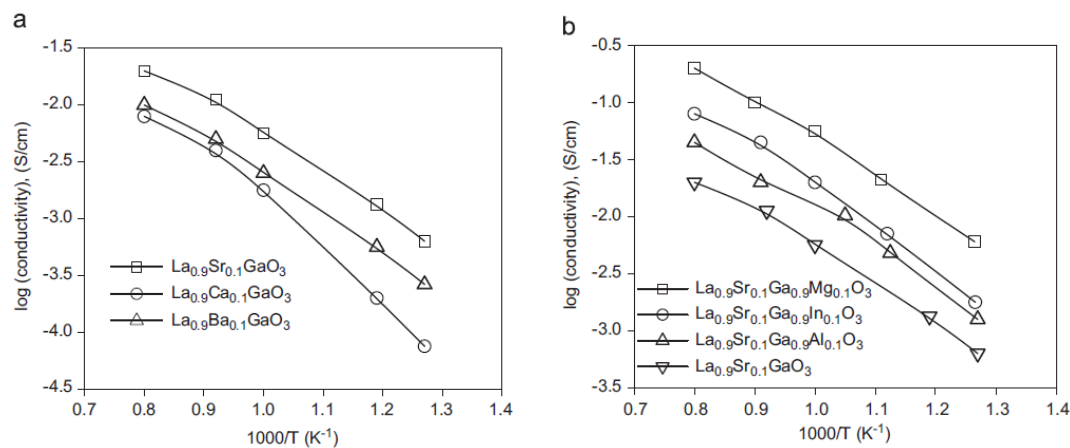 a
-1.5
-2.0
-2.5
-3.0
-3.5
-4.0
-4.5
log (conductivity), (S/cm)
La0.9Sr0.1GaO3
La0.9Ca0.1GaO3
La0.9Ba0.1GaO3
0.7 0.8 0.9 1.0 1.1 1.2 1.3 1.4
1000/T (K-1)
b
-0.5
-1.0
-1.5
-2.0
-2.5
-3.0
-3.5
log (conductivity), (S/cm)
La0.9Sr0.1Ga0.9Mg0.1O3
La0.9Sr0.1Ga0.9In0.1O3
La0.9Sr0.1Ga0.9Al0.1O3
La0.9Sr0.1GaO3
0.7 0.8 0.9 1.0 1.1 1.2 1.3 1.4
1000/T (K-1)